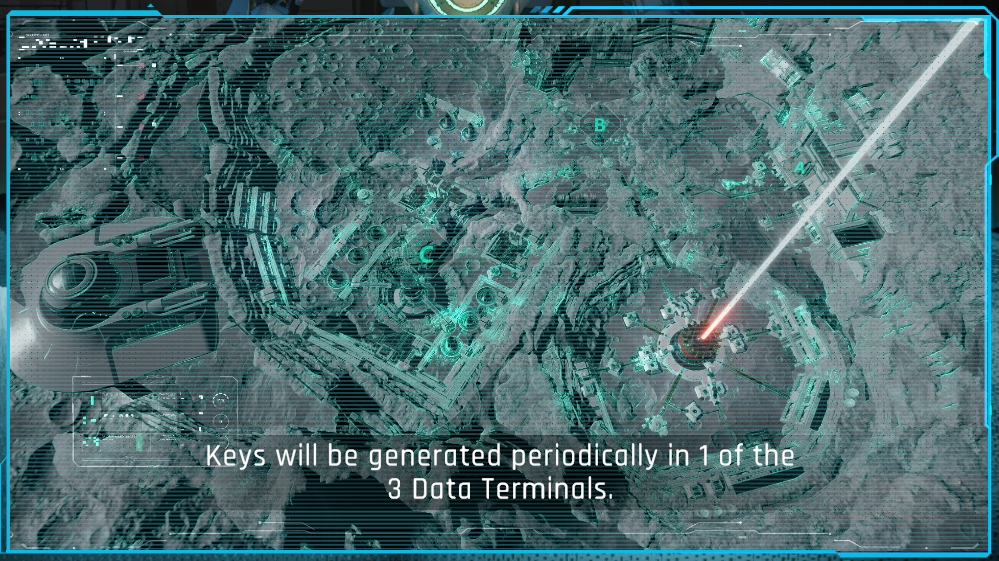 B
A
C
Keys will be generated periodically in 1 of the
3 Data Terminals.